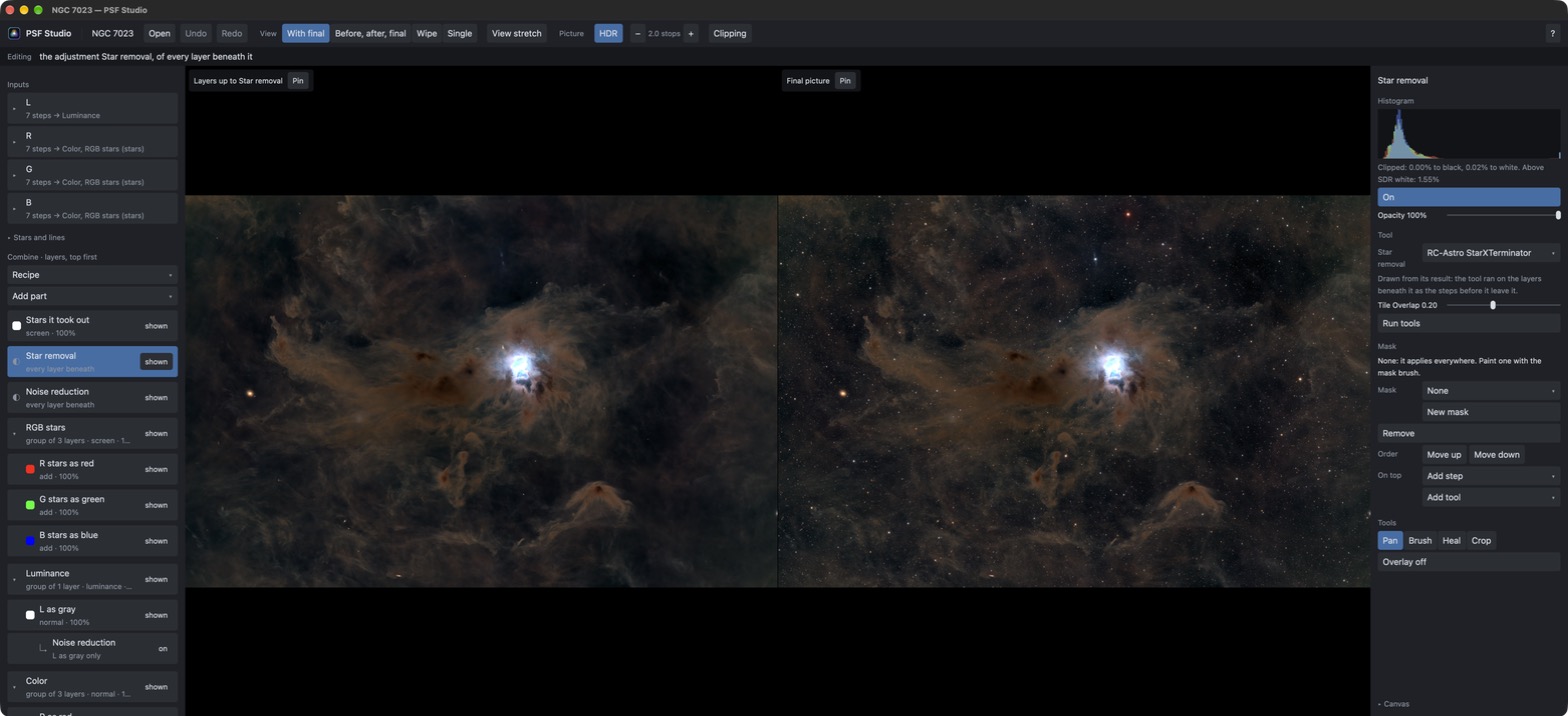 NGC 7023 — PSF Studio
PSF Studio NGC 7023 Open Undo Redo View With final Before, after, final Wipe Single View stretch Picture HDR − 2.0 stops + Clipping ?
Editing the adjustment Star removal, of every layer beneath it
Inputs
L
7 steps → Luminance
R
7 steps → Color, RGB stars (stars)
G
7 steps → Color, RGB stars (stars)
B
7 steps → Color, RGB stars (stars)
Stars and lines
Combine · layers, top first
Recipe
Add part
Stars it took out
screen · 100%
shown
Star removal
every layer beneath
shown
Noise reduction
every layer beneath
shown
RGB stars
group of 3 layers · screen · 1...
shown
R stars as red
add · 100%
shown
G stars as green
add · 100%
shown
B stars as blue
add · 100%
shown
Luminance
group of 1 layer · luminance ·...
shown
L as gray
normal · 100%
shown
Noise reduction
L as gray only
on
Color
group of 3 layers · normal · 1...
shown
Layers up to Star removal Pin
Final picture Pin
Star removal
Histogram
Clipped: 0.00% to black, 0.02% to white. Above
SDR white: 1.55%
On
Opacity 100%
Tool
Star
removal
RC-Astro StarXTerminator
Drawn from its result: the tool ran on the layers
beneath it as the steps before it leave it.
Tile Overlap 0.20
Run tools
Mask
None: it applies everywhere. Paint one with the
mask brush.
Mask None
New mask
Remove
Order Move up Move down
On top Add step
Add tool
Tools
Pan Brush Heal Crop
Overlay off
Canvas